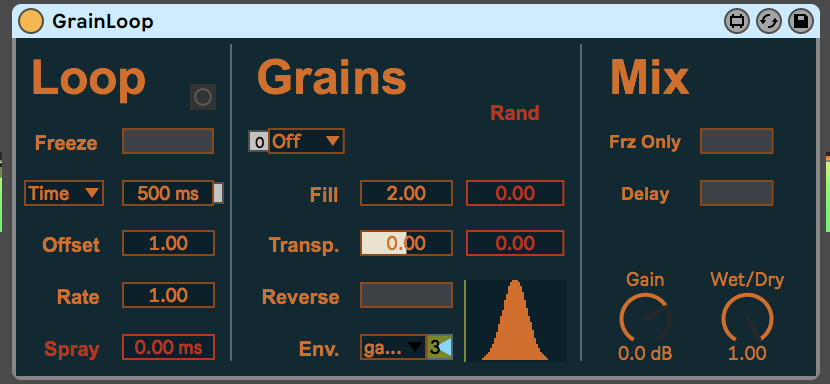 GrainLoop
Loop
Freeze
Time 500 ms
Offset 1.00
Rate 1.00
Spray 0.00 ms
Grains
Rand
0 Off
Fill 2.00 0.00
Transp. 0.00 0.00
Reverse
Env. ga... 3
Mix
Frz Only
Delay
Gain Wet/Dry
0.0 dB 1.00